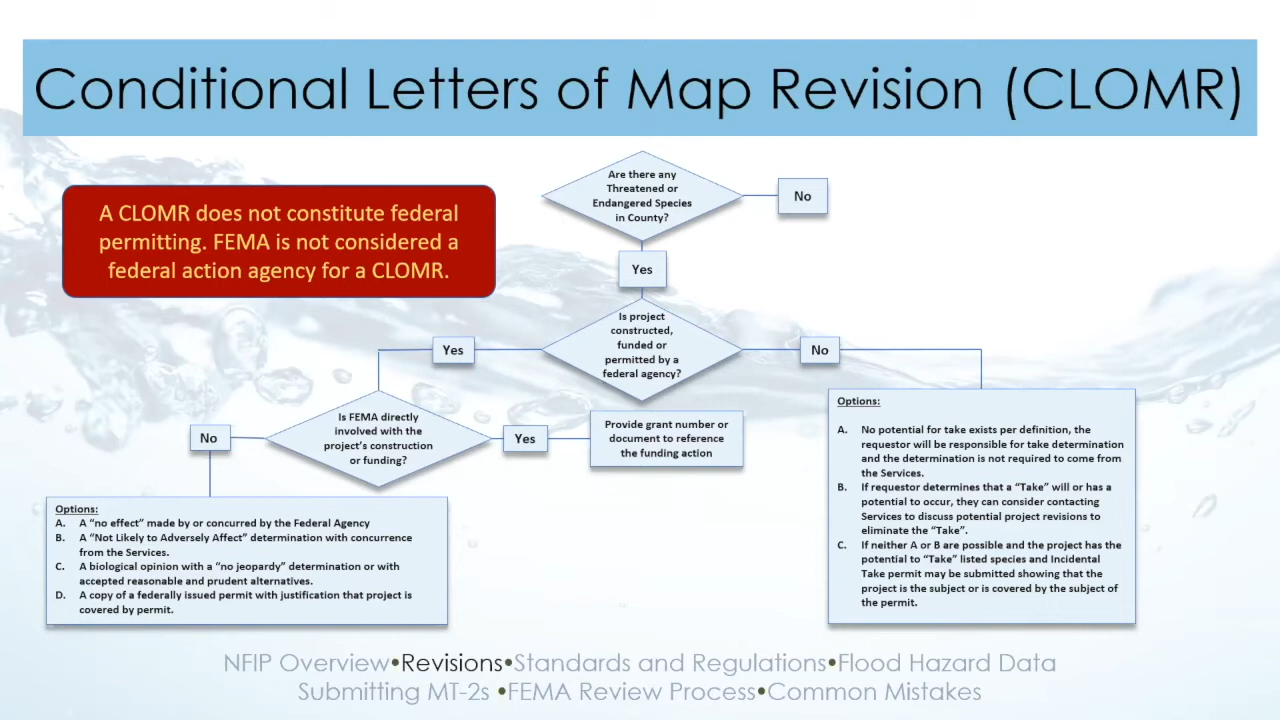 Conditional Letters of Map Revision (CLOMR)
A CLOMR does not constitute federal
permitting. FEMA is not considered a
federal action agency for a CLOMR.
Are there any
Threatened or
Endangered Species
in County?
No
Yes
Is project
constructed,
funded or
permitted by a
federal agency?
Yes
No
Is FEMA directly
involved with the
project's construction
or funding?
No
Yes
Provide grant number or
document to reference
the funding action
Options:
A. A “no effect” made by or concurred by the Federal Agency
B. A “Not Likely to Adversely Affect” determination with concurrence
from the Services.
C. A biological opinion with a “no jeopardy” determination or with
accepted reasonable and prudent alternatives.
D. A copy of a federally issued permit with justification that project is
covered by permit.
Options:
A. No potential for take exists per definition, the
requestor will be responsible for take determination
and the determination is not required to come from
the Services.
B. If requestor determines that a “Take” will or has a
potential to occur, they can consider contacting
Services to discuss potential project revisions to
eliminate the “Take”.
C. If neither A or B are possible and the project has the
potential to “Take” listed species and Incidental
Take permit may be submitted showing that the
project is the subject or is covered by the subject of
the permit.
NFIP Overview•Revisions•Standards and Regulations•Flood Hazard Data
Submitting MT-2s •FEMA Review Process•Common Mistakes